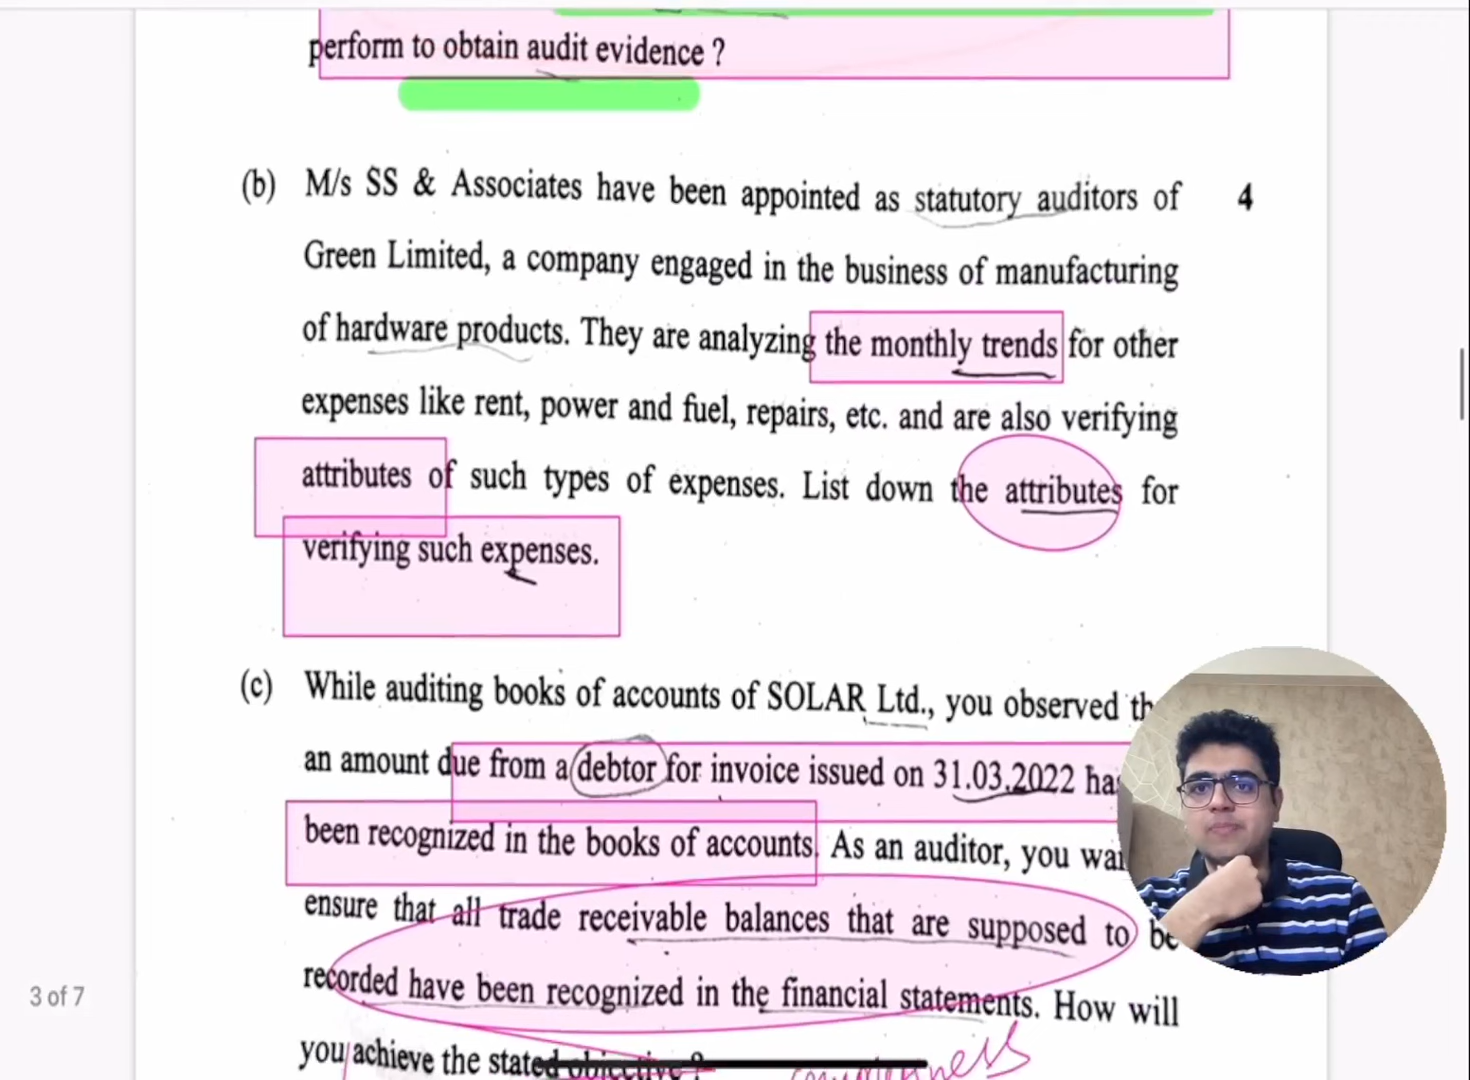 perform to obtain audit evidence ?
(b) M/s SS & Associates have been appointed as statutory auditors of 4
Green Limited, a company engaged in the business of manufacturing
of hardware products. They are analyzing the monthly trends for other
expenses like rent, power and fuel, repairs, etc. and are also verifying
attributes of such types of expenses. List down the attributes for
verifying such expenses.
(c) While auditing books of accounts of SOLAR Ltd., you observed th
an amount due from a debtor for invoice issued on 31.03.2022 has
been recognized in the books of accounts. As an auditor, you wa
ensure that all trade receivable balances that are supposed to be
recorded have been recognized in the financial statements. How will
you achieve the stated objective ?
3 of 7